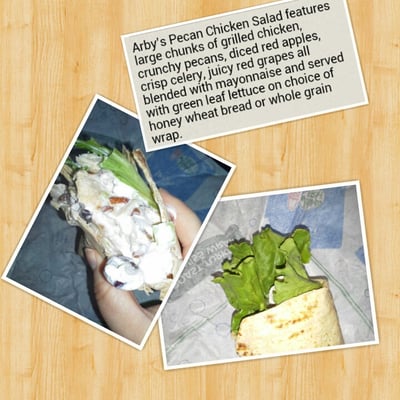 Arby's Pecan Chicken Salad features
large chunks of grilled chicken,
crunchy pecans, diced red apples,
crisp celery, juicy red grapes all
blended with mayonnaise and served
with green leaf lettuce on choice of
honey wheat bread or whole grain
wrap.